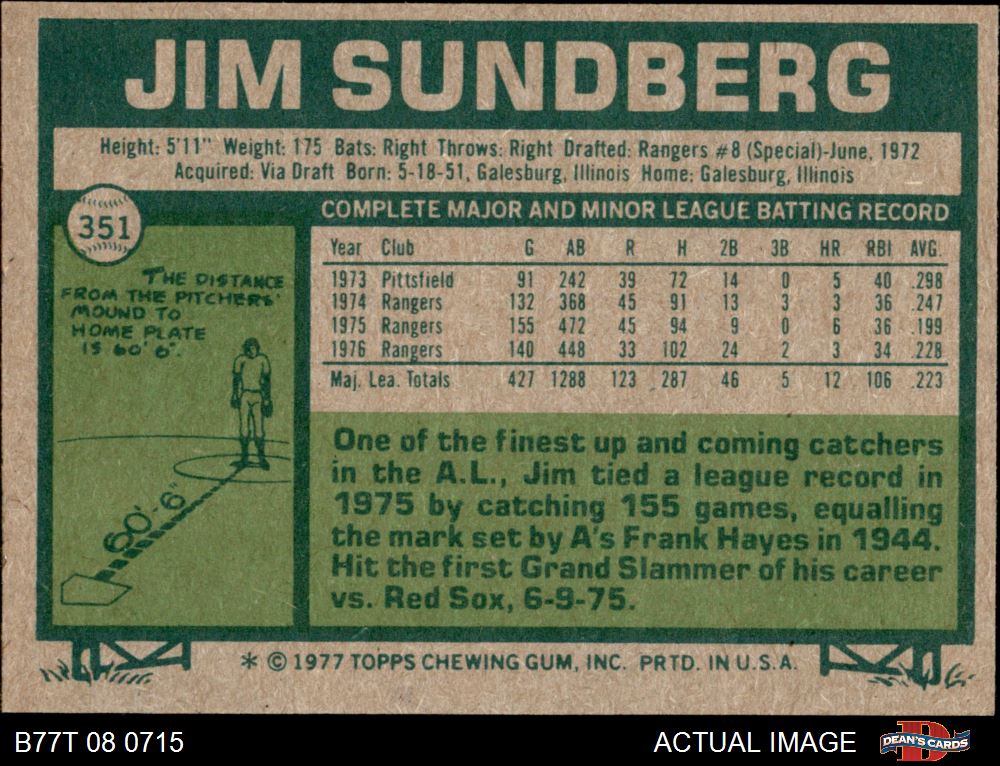 JIM SUNDBERG
Height: 5'11" Weight: 175 Bats: Right Throws: Right Drafted: Rangers #8 (Special)-June, 1972
Acquired: Via Draft Born: 5-18-51, Galesburg, Illinois Home: Galesburg, Illinois
351
THE DISTANCE
FROM THE PITCHERS'
MOUND TO
HOME PLATE
IS 60' 6".
60'-6"
COMPLETE MAJOR AND MINOR LEAGUE BATTING RECORD
Year Club G AB R H 2B 3B HR RBI AVG.
1973 Pittsfield 91 242 39 72 14 0 5 40 .298
1974 Rangers 132 368 45 91 13 3 3 36 .247
1975 Rangers 155 472 45 94 9 0 6 36 .199
1976 Rangers 140 448 33 102 24 2 3 34 .228
Maj. Lea. Totals 427 1288 123 287 46 5 12 106 .223
One of the finest up and coming catchers
in the A.L., Jim tied a league record in
1975 by catching 155 games, equalling
the mark set by A's Frank Hayes in 1944.
Hit the first Grand Slammer of his career
vs. Red Sox, 6-9-75.
* © 1977 TOPPS CHEWING GUM, INC. PRTD. IN U.S.A.
B77T 08 0715
ACTUAL IMAGE
D
DEAN'S CARDS